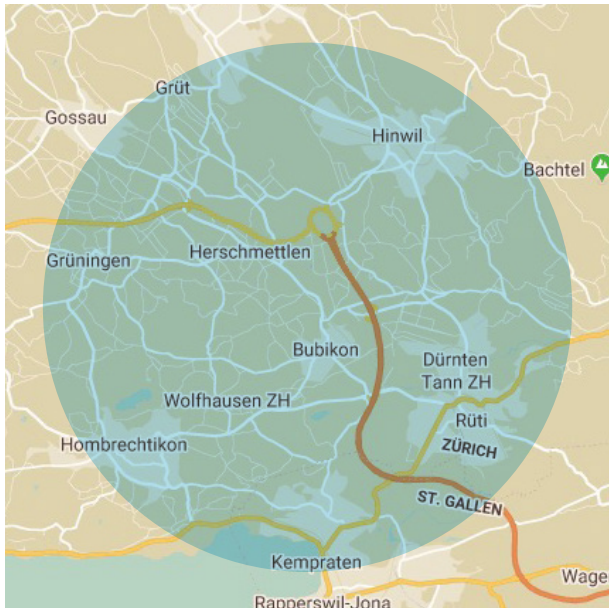 Grüt
Gossau
Hinwil
Bachtel
Herschmettlen
Grüningen
Bubikon
Dürnten
Tann ZH
Wolfhausen ZH
Rüti
Hombrechtikon
ZÜRICH
ST. GALLEN
Kempraten
Wage
Rapperswil-Jona